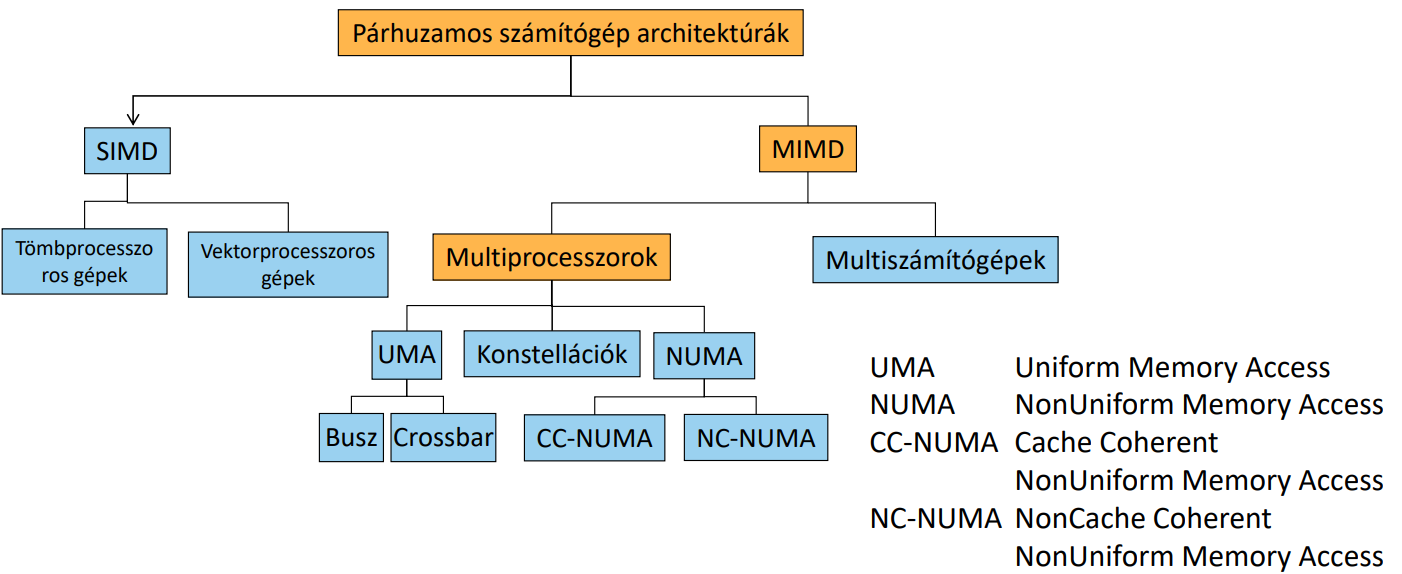 Párhuzamos számítógép architektúrák
SIMD
MIMD
Tömbprocesszo
ros gépek
Vektorprocesszoros
gépek
Multiprocesszorok
Multiszámítógépek
UMA
Konstellációk
NUMA
Busz
Crossbar
CC-NUMA
NC-NUMA
UMA Uniform Memory Access
NUMA NonUniform Memory Access
CC-NUMA Cache Coherent
NonUniform Memory Access
NC-NUMA NonCache Coherent
NonUniform Memory Access